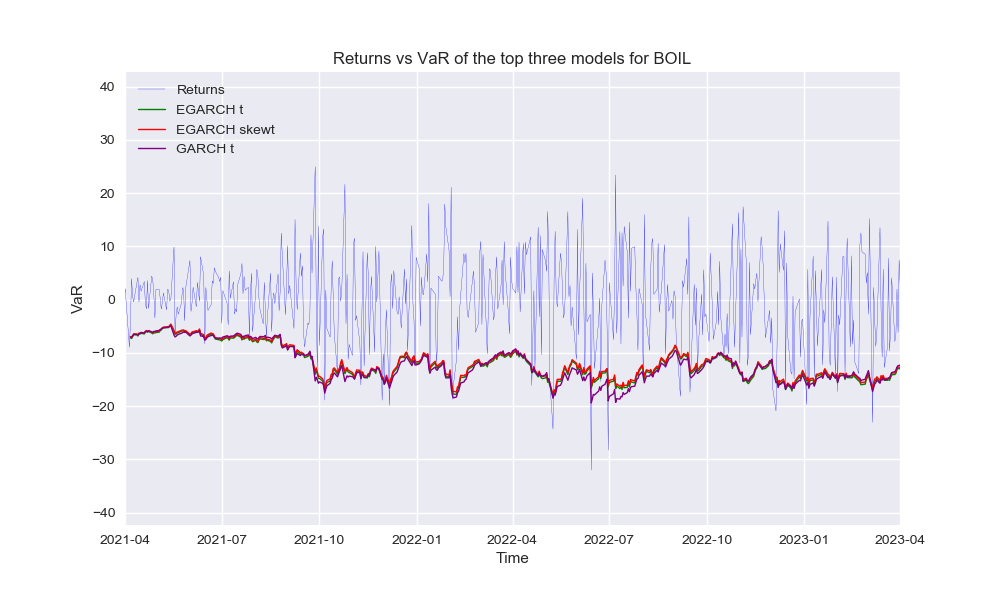 Returns vs VaR of the top three models for BOIL
40
30
20
10
0
−10
−20
−30
−40
VaR
Returns
EGARCH t
EGARCH skewt
GARCH t
2021-04 2021-07 2021-10 2022-01 2022-04 2022-07 2022-10 2023-01 2023-04
Time